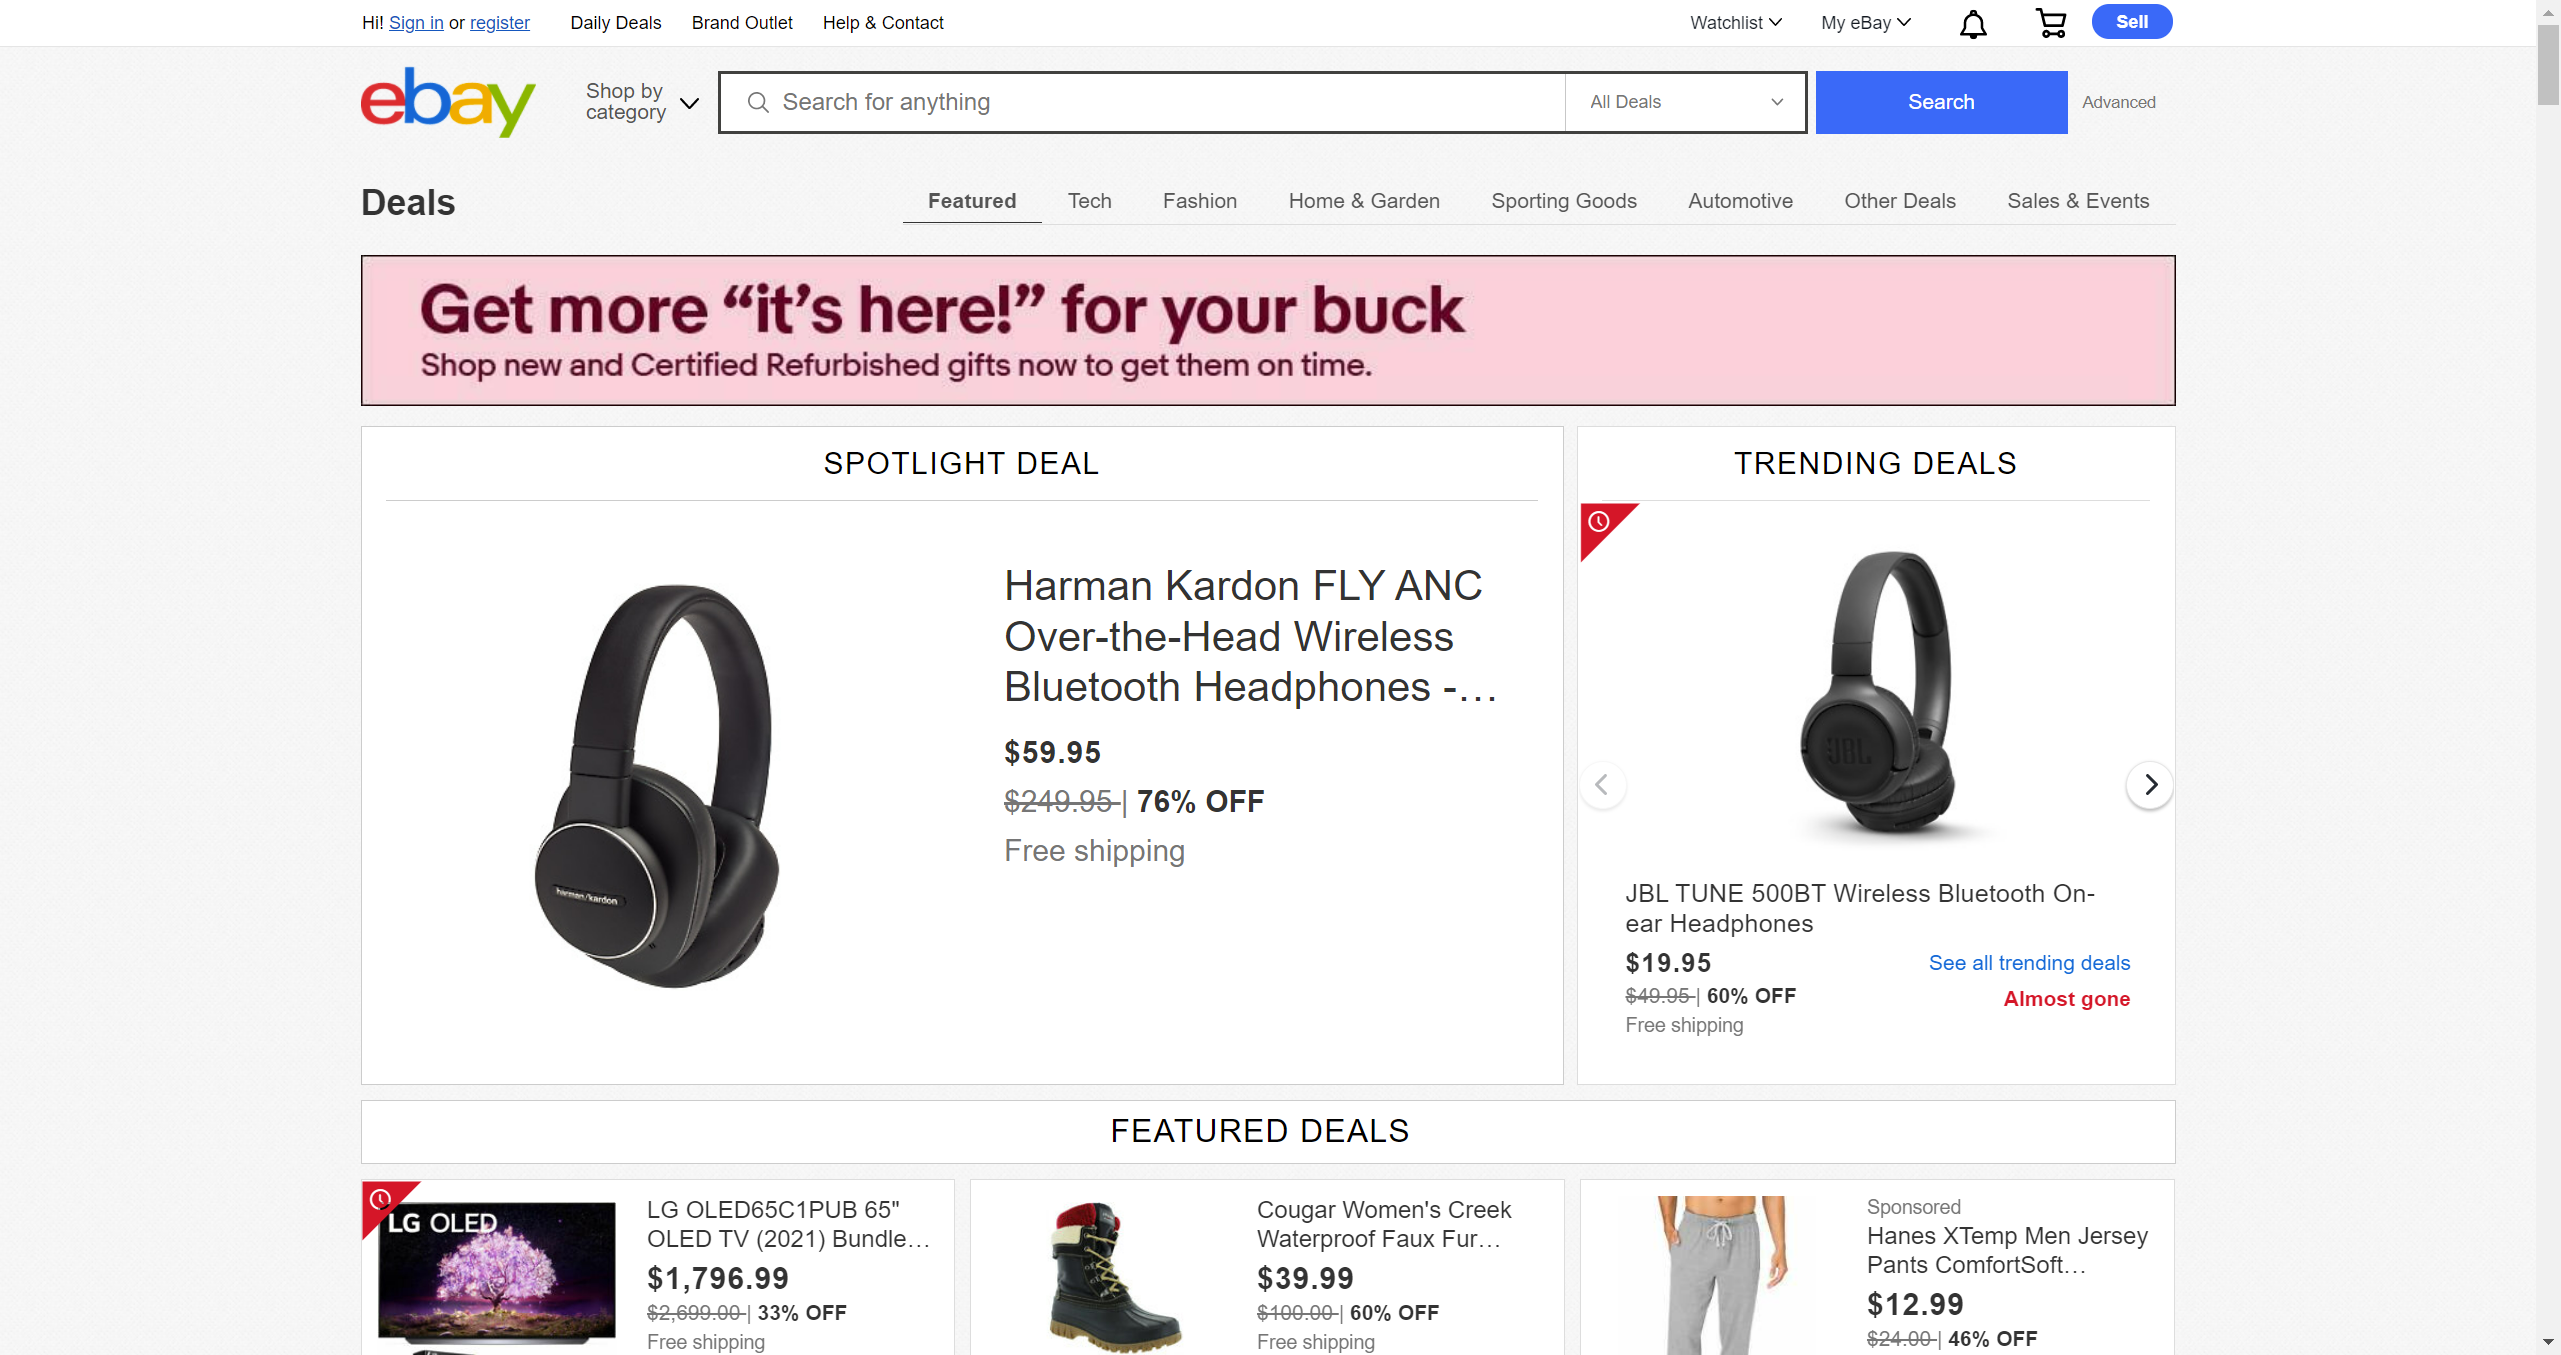 Hi! Sign in or register
Daily Deals
Brand Outlet
Help & Contact
Watchlist
My eBay
Sell
ebay
Shop by
category
Search for anything
All Deals
Search
Advanced
Deals
Featured
Tech
Fashion
Home & Garden
Sporting Goods
Automotive
Other Deals
Sales & Events
Get more “it’s here!” for your buck
Shop new and Certified Refurbished gifts now to get them on time.
SPOTLIGHT DEAL
harman/kardon
Harman Kardon FLY ANC
Over-the-Head Wireless
Bluetooth Headphones -…
$59.95
$249.95 | 76% OFF
Free shipping
TRENDING DEALS
JBL
JBL TUNE 500BT Wireless Bluetooth On-
ear Headphones
$19.95
See all trending deals
$49.95 | 60% OFF
Almost gone
Free shipping
FEATURED DEALS
LG OLED
LG OLED65C1PUB 65"
OLED TV (2021) Bundle…
$1,796.99
$2,699.00 | 33% OFF
Free shipping
Cougar Women's Creek
Waterproof Faux Fur…
$39.99
$100.00 | 60% OFF
Free shipping
Sponsored
Hanes XTemp Men Jersey
Pants ComfortSoft…
$12.99
$24.00 | 46% OFF